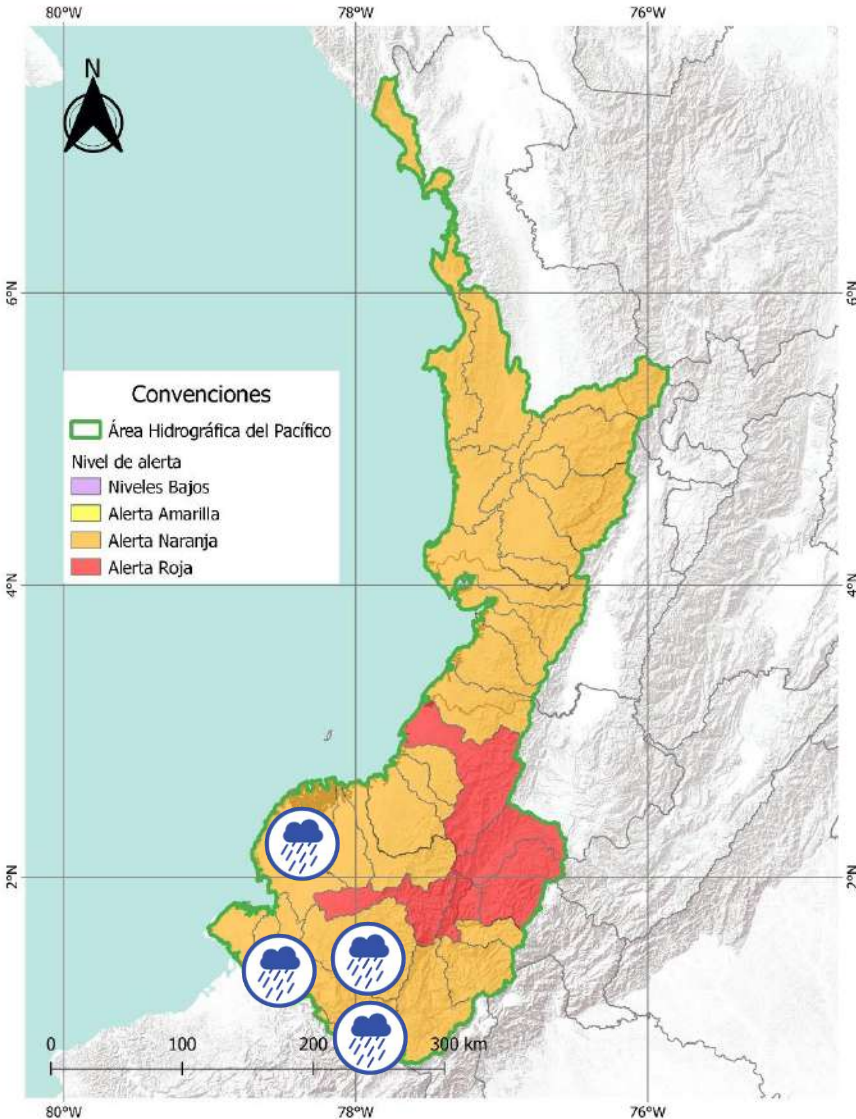 80°W 78°W 76°W
N
6°N 6°N
Convenciones
Área Hidrográfica del Pacífico
Nivel de alerta
Niveles Bajos
Alerta Amarilla
Alerta Naranja
Alerta Roja
4°N 4°N
2°N 2°N
0 100 200 300 km
80°W 78°W 76°W